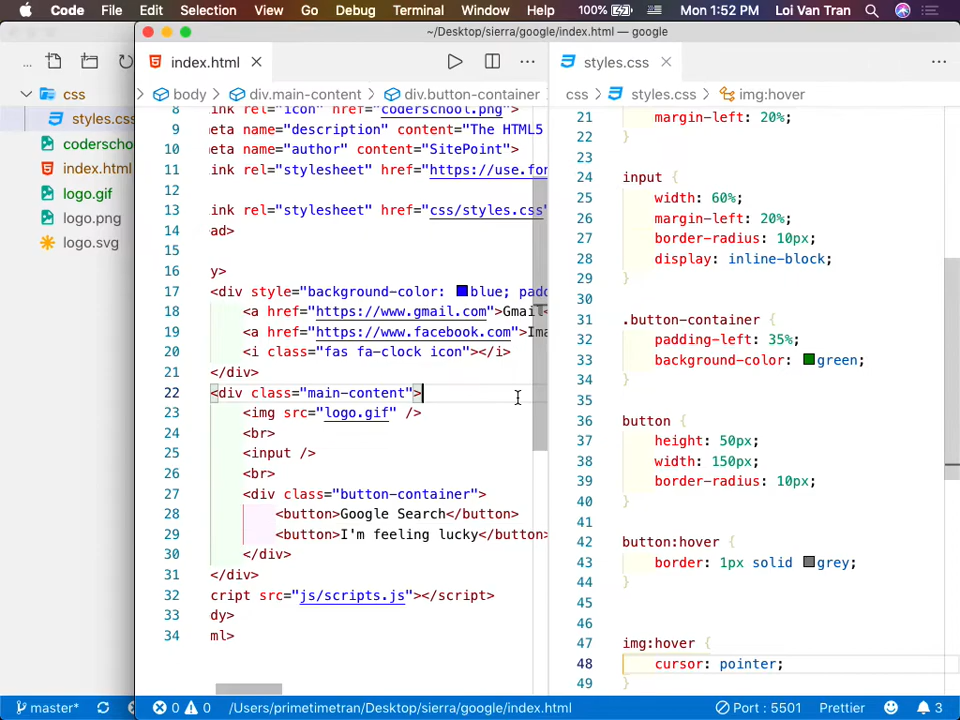 Code File Edit Selection View Go Debug Terminal Window Help 100% Mon 1:52 PM Loi Van Tran
~/Desktop/sierra/google/index.html — google
...
css
styles.css
coderschoo
index.html
logo.gif
logo.png
logo.svg
index.html
body > div.main-content > div.button-container
8 ink rel="icon" href="coderschool.png">
9 eta name="description" content="The HTML5
10 eta name="author" content="SitePoint">
11 ink rel="stylesheet" href="https://use.fon
12
13 ink rel="stylesheet" href="css/styles.css"
14 ad>
15
16 y>
17 <div style="background-color: blue; padd
18 <a href="https://www.gmail.com">Gmail<
19 <a href="https://www.facebook.com">Ima
20 <i class="fas fa-clock icon"></i>
21 </div>
22 <div class="main-content">
23 <img src="logo.gif" />
24 <br>
25 <input />
26 <br>
27 <div class="button-container">
28 <button>Google Search</button>
29 <button>I'm feeling lucky</button>
30 </div>
31 </div>
32 cript src="js/scripts.js"></script>
33 dy>
34 ml>
styles.css
...
css > styles.css > img:hover
21 margin-left: 20%;
22 }
23
24 input {
25 width: 60%;
26 margin-left: 20%;
27 border-radius: 10px;
28 display: inline-block;
29 }
30
31 .button-container {
32 padding-left: 35%;
33 background-color: green;
34 }
35
36 button {
37 height: 50px;
38 width: 150px;
39 border-radius: 10px;
40 }
41
42 button:hover {
43 border: 1px solid grey;
44 }
45
46
47 img:hover {
48 cursor: pointer;
49 }
master* 0 0 /Users/primetimetran/Desktop/sierra/google/index.html Port : 5501 Prettier 3